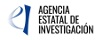 AGENCIA
ESTATAL DE
INVESTIGACIÓN